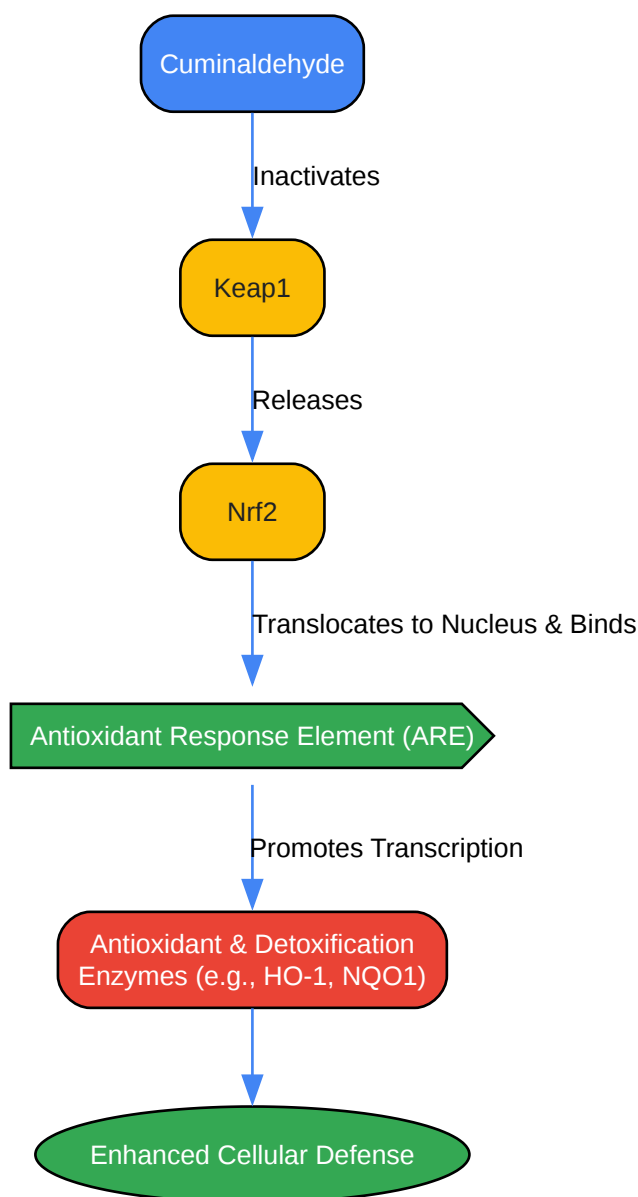 Cuminaldehyde
Inactivates
Keap1
Releases
Nrf2
Translocates to Nucleus & Binds
Antioxidant Response Element (ARE)
Promotes Transcription
Antioxidant & Detoxification
Enzymes (e.g., HO-1, NQO1)
Enhanced Cellular Defense